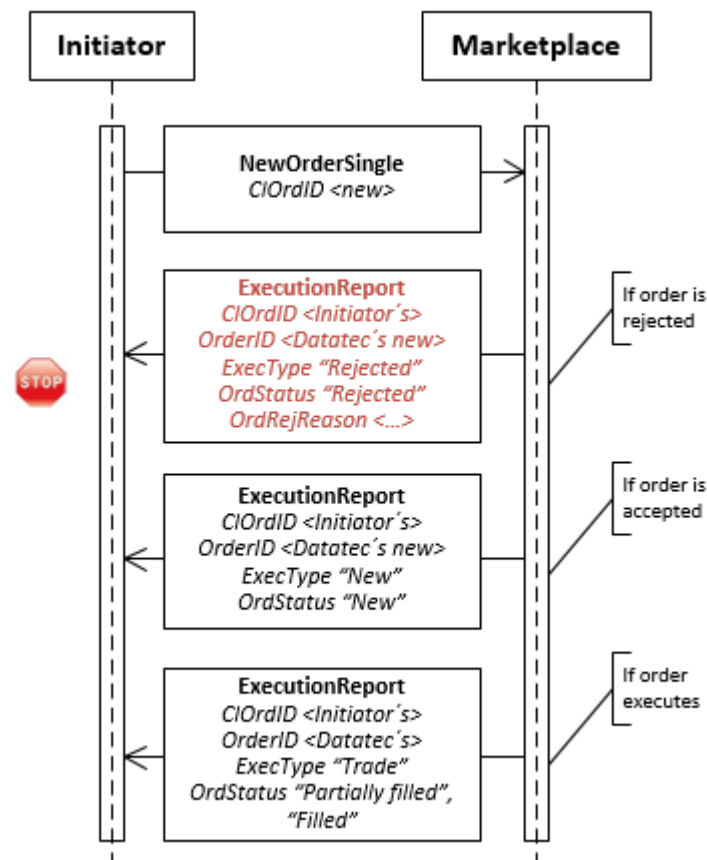 Initiator
Marketplace
NewOrderSingle
ClOrdID <new>
ExecutionReport
ClOrdID <Initiator´s>
OrderID <Datatec´s new>
ExecType “Rejected”
OrdStatus “Rejected”
OrdRejReason <...>
If order is
rejected
STOP
ExecutionReport
ClOrdID <Initiator´s>
OrderID <Datatec´s new>
ExecType “New”
OrdStatus “New”
If order is
accepted
ExecutionReport
ClOrdID <Initiator´s>
OrderID <Datatec´s>
ExecType “Trade”
OrdStatus “Partially filled”,
“Filled”
If order
executes